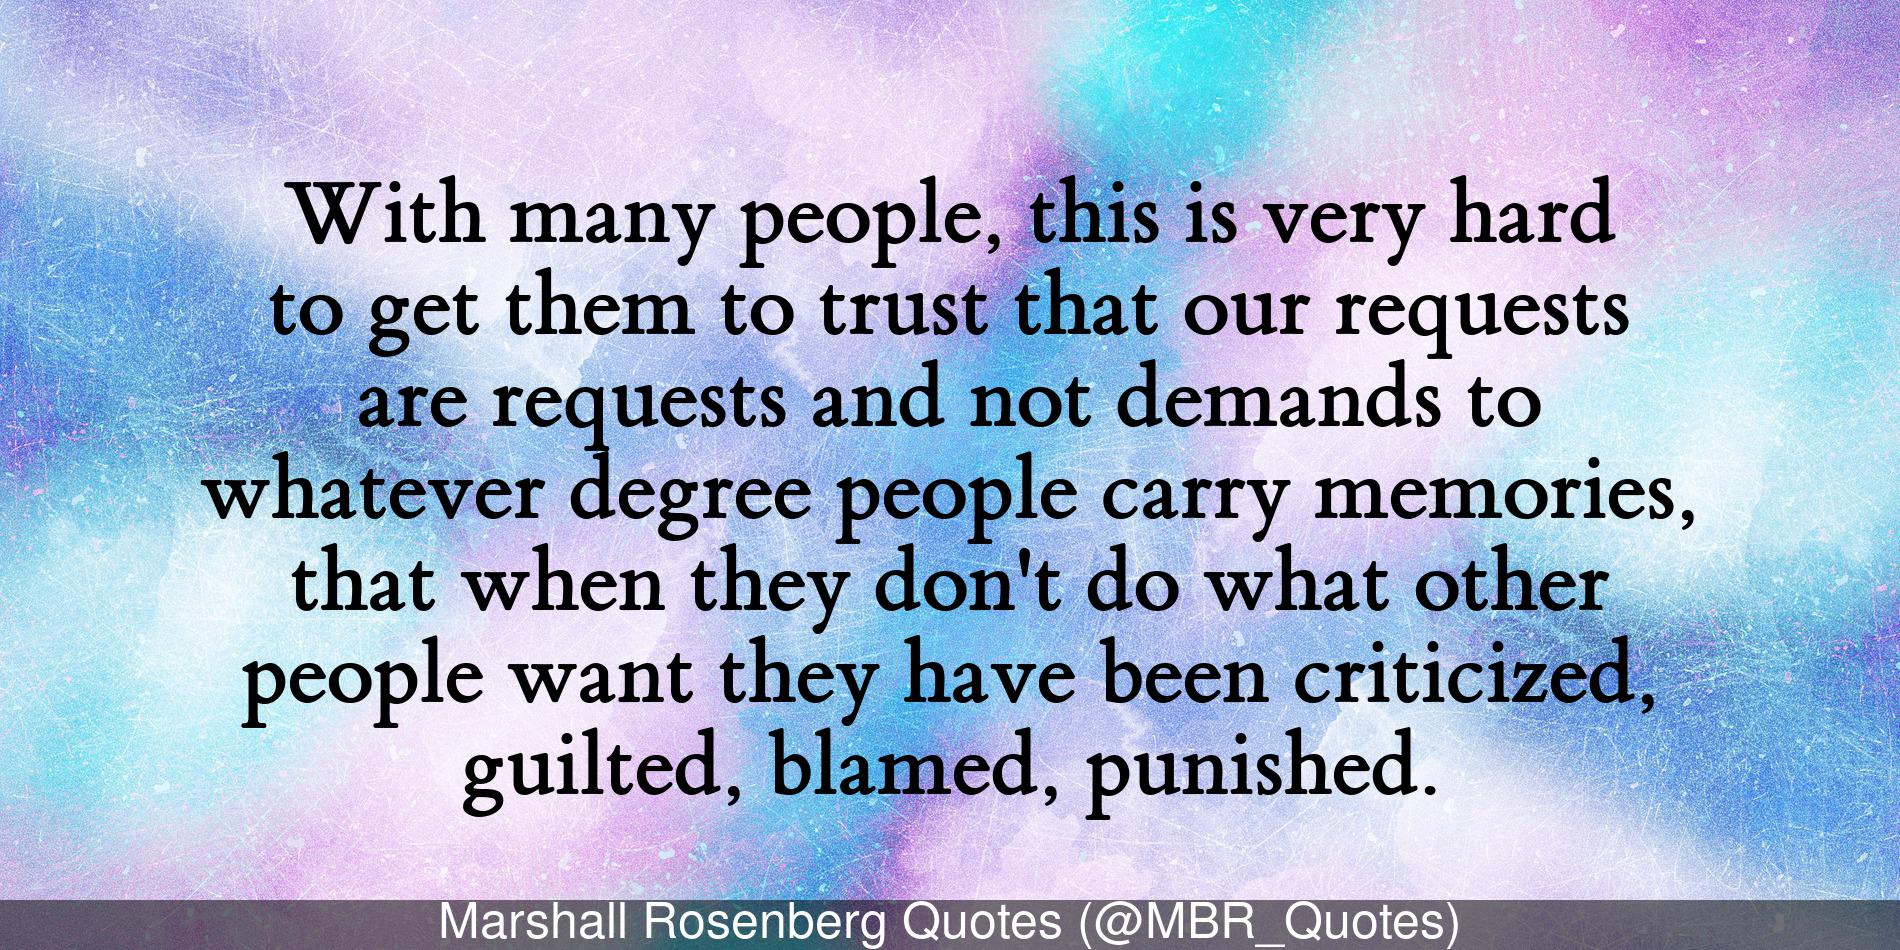 With many people, this is very hard
to get them to trust that our requests
are requests and not demands to
whatever degree people carry memories,
that when they don't do what other
people want they have been criticized,
guilted, blamed, punished.
Marshall Rosenberg Quotes (@MBR_Quotes)